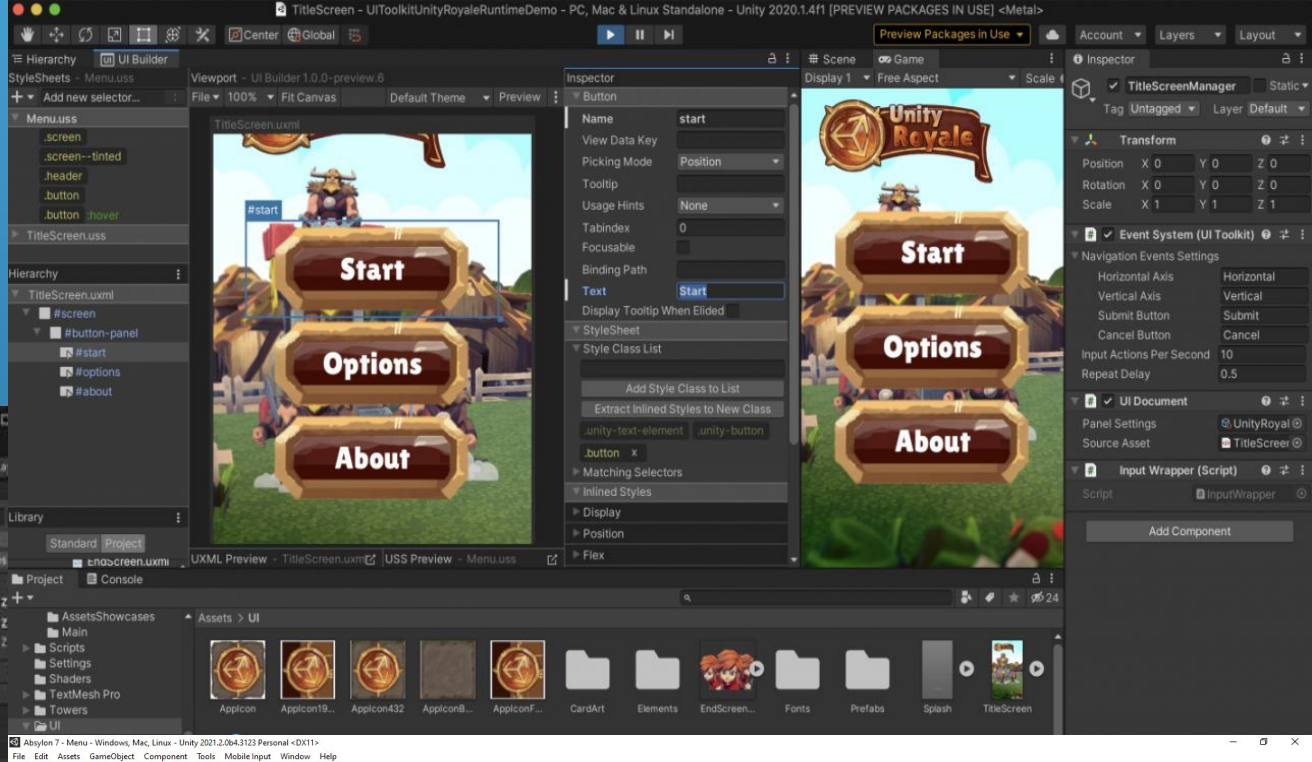 TitleScreen - UIToolkitUnityRoyaleRuntimeDemo - PC, Mac & Linux Standalone - Unity 2020.1.4f1 [PREVIEW PACKAGES IN USE] <Metal>
Center Global Preview Packages in Use Account Layers Layout
Hierarchy UI Builder
StyleSheets - Menu.uss
Add new selector...
Menu.uss
.screen
.screen--tinted
.header
.button
.button :hover
TitleScreen.uss
Hierarchy
TitleScreen.uxml
#screen
#button-panel
#start
#options
#about
Library
Standard Project
EndScreen.uxml
Viewport - UI Builder 1.0.0-preview.6
File 100% Fit Canvas Default Theme Preview
TitleScreen.uxml
#start
Start
Options
About
UXML Preview - TitleScreen.uxm USS Preview - Menu.uss
Inspector
Button
Name start
View Data Key
Picking Mode Position
Tooltip
Usage Hints None
Tabindex 0
Focusable
Binding Path
Text Start
Display Tooltip When Elided
StyleSheet
Style Class List
Add Style Class to List
Extract Inlined Styles to New Class
.unity-text-element .unity-button
.button x
Matching Selectors
Inlined Styles
Display
Position
Flex
Scene Game
Display 1 Free Aspect Scale
Unity
Royale
Start
Options
About
Inspector
TitleScreenManager Static
Tag Untagged Layer Default
Transform
Position X 0 Y 0 Z 0
Rotation X 0 Y 0 Z 0
Scale X 1 Y 1 Z 1
Event System (UI Toolkit)
Navigation Events Settings
Horizontal Axis Horizontal
Vertical Axis Vertical
Submit Button Submit
Cancel Button Cancel
Input Actions Per Second 10
Repeat Delay 0.5
UI Document
Panel Settings UnityRoyal
Source Asset TitleScreer
Input Wrapper (Script)
Script InputWrapper
Add Component
Project Console
24
AssetsShowcases
Main
Scripts
Settings
Shaders
TextMesh Pro
Towers
UI
Assets > UI
AppIcon AppIcon19... AppIcon432 AppIconB... AppIconF... CardArt Elements EndScreen... Fonts Prefabs Splash TitleScreen
Absylon 7 - Menu - Windows, Mac, Linux - Unity 2021.2.0b4.3123 Personal <DX11>
File Edit Assets GameObject Component Tools Mobile Input Window Help